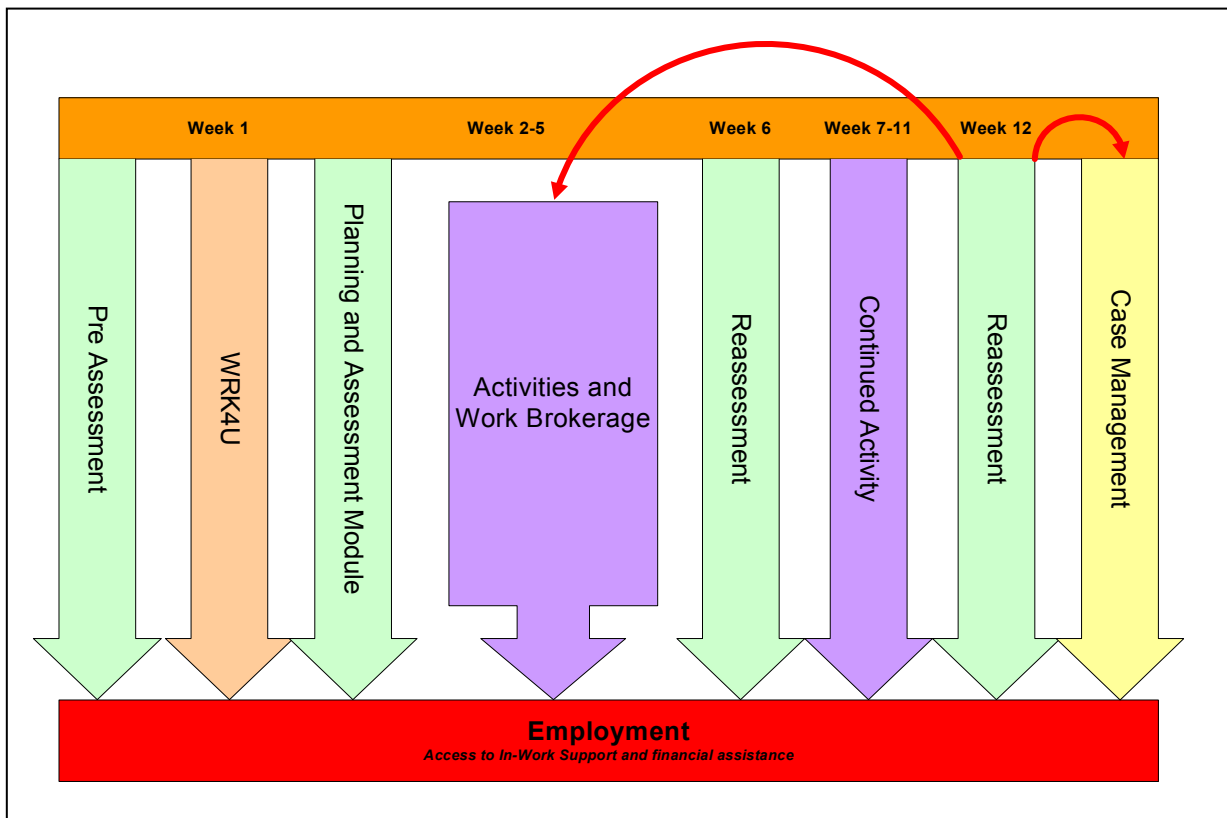 Week 1
Week 2-5
Week 6
Week 7-11
Week 12
Pre Assessment
WRK4U
Planning and Assessment Module
Activities and
Work Brokerage
Reassessment
Continued Activity
Reassessment
Case Management
Employment
Access to In-Work Support and financial assistance